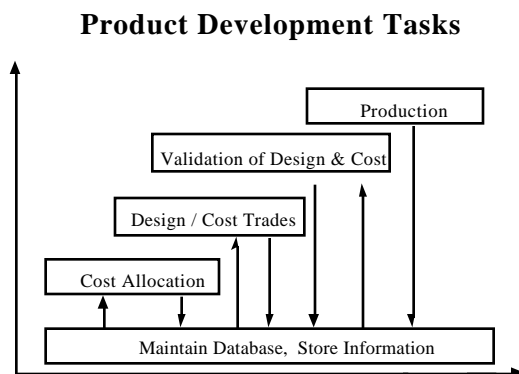 Product Development Tasks
Production
Validation of Design & Cost
Design / Cost Trades
Cost Allocation
Maintain Database, Store Information